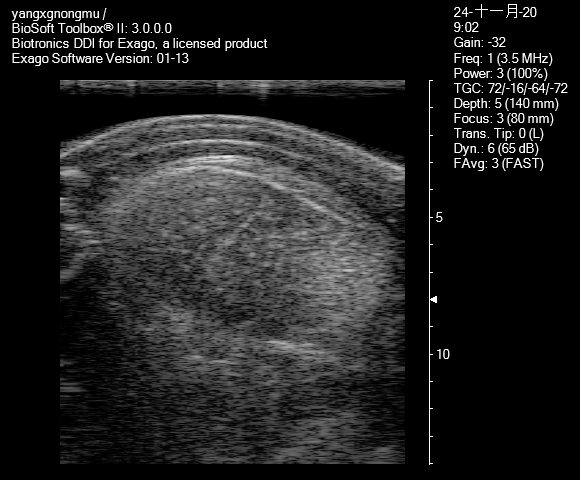 yangxgnongmu /
BioSoft Toolbox® II: 3.0.0.0
Biotronics DDI for Exago, a licensed product
Exago Software Version: 01-13
24-十一月-20
9:02
Gain: -32
Freq: 1 (3.5 MHz)
Power: 3 (100%)
TGC: 72/-16/-64/-72
Depth: 5 (140 mm)
Focus: 3 (80 mm)
Trans. Tip: 0 (L)
Dyn.: 6 (65 dB)
FAvg: 3 (FAST)
5
10